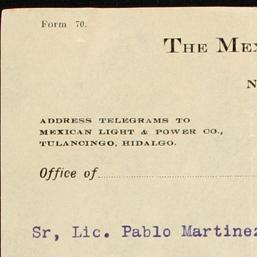 Form 70.
THE MEX
N
ADDRESS TELEGRAMS TO
MEXICAN LIGHT & POWER CO.,
TULANCINGO, HIDALGO.
Office of
Sr, Lic. Pablo Martinez